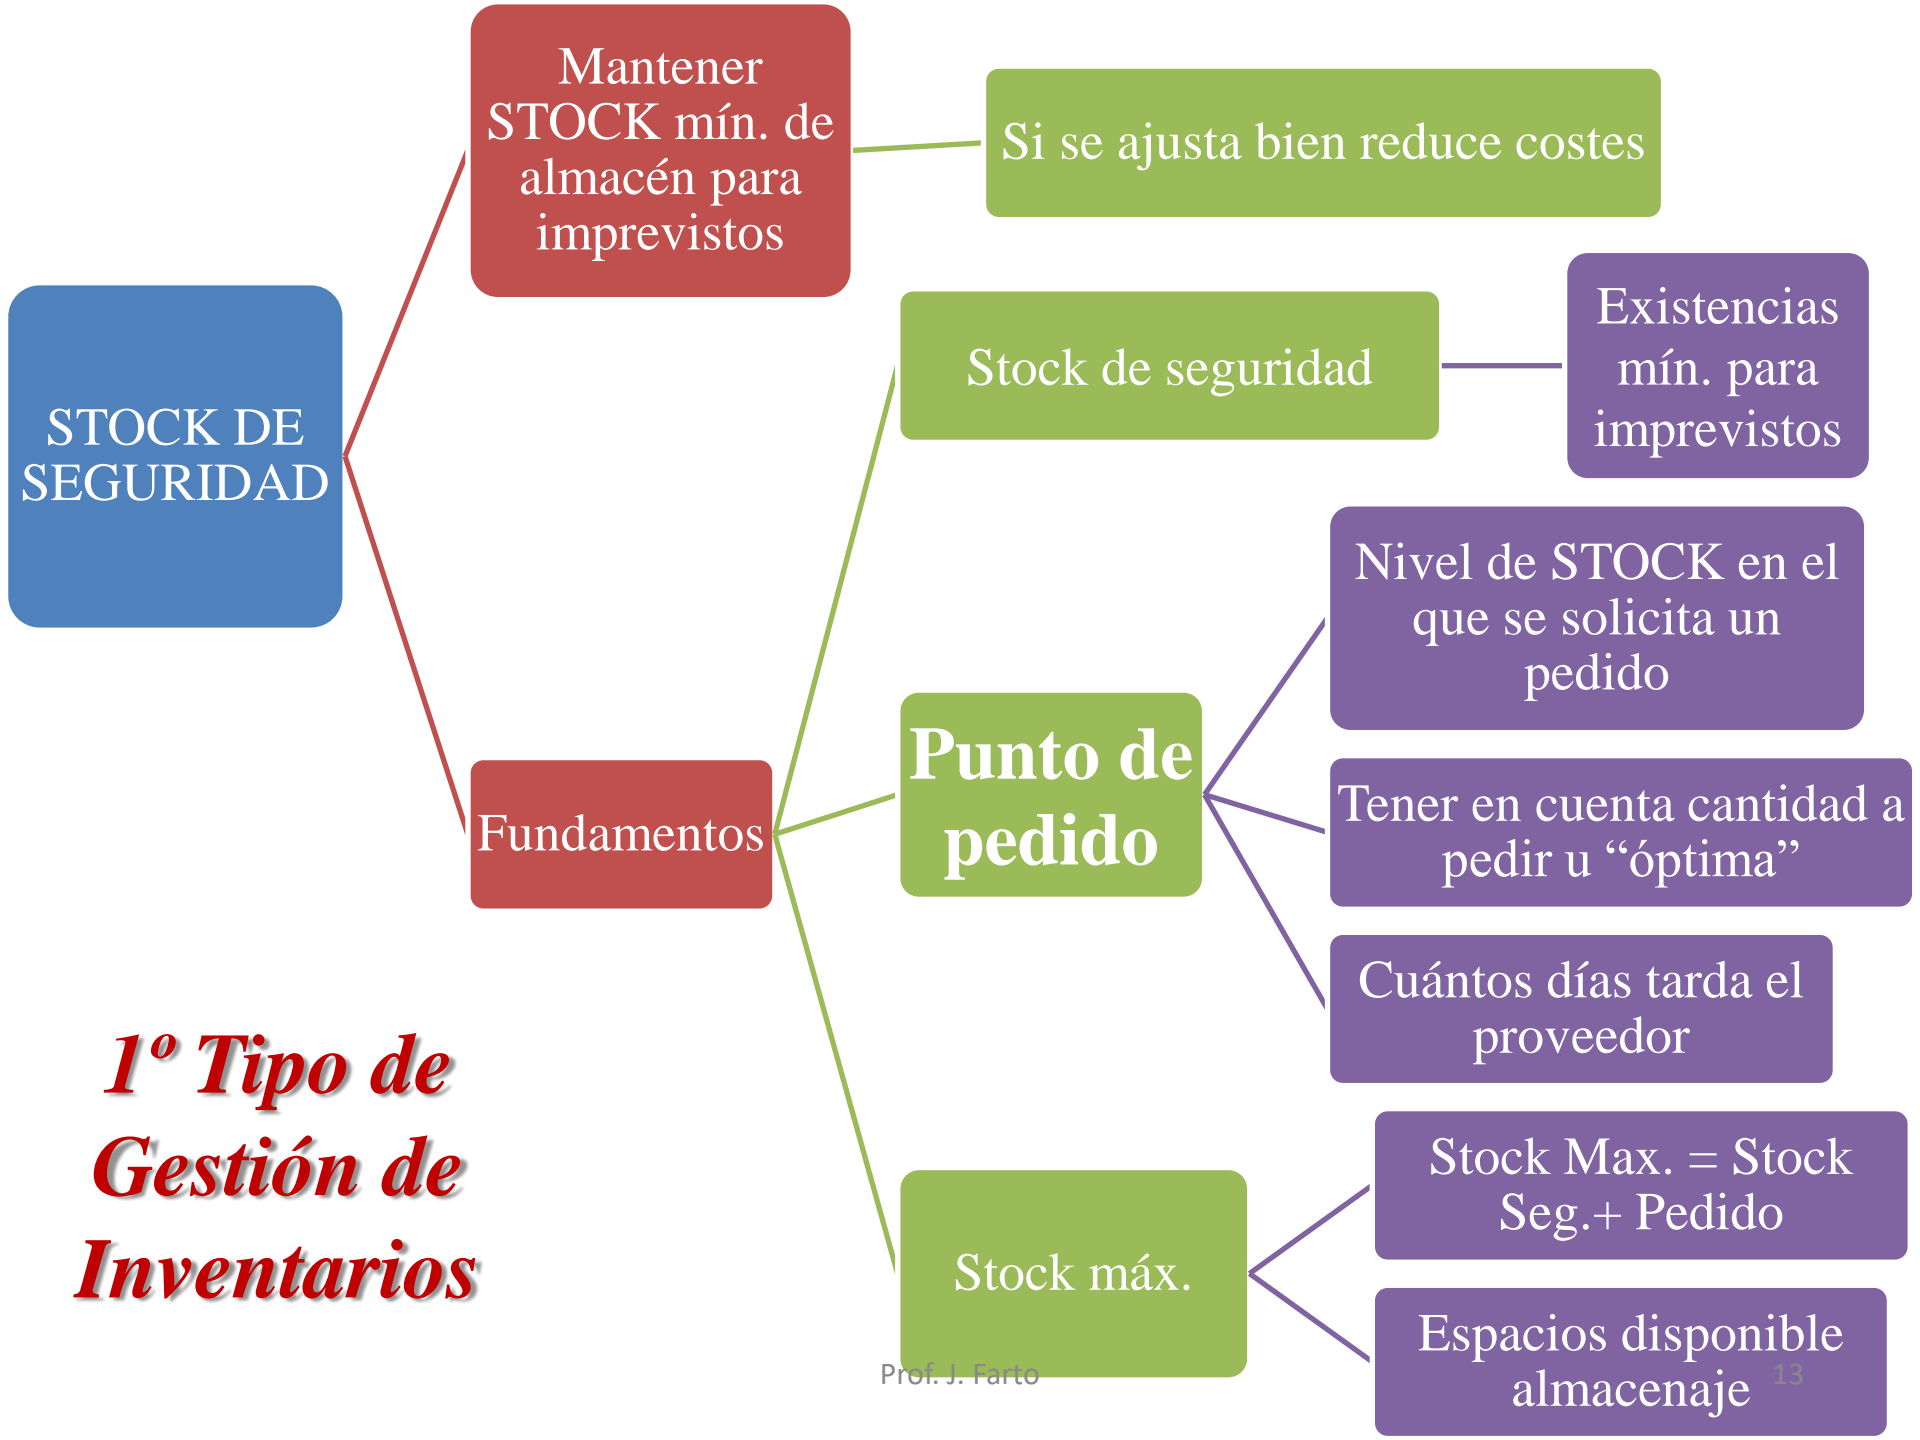 STOCK DE
SEGURIDAD
Mantener
STOCK mín. de
almacén para
imprevistos
Si se ajusta bien reduce costes
Fundamentos
Stock de seguridad
Existencias
mín. para
imprevistos
Punto de
pedido
Nivel de STOCK en el
que se solicita un
pedido
Tener en cuenta cantidad a
pedir u “óptima”
Cuántos días tarda el
proveedor
Stock máx.
Stock Max. = Stock
Seg.+ Pedido
Espacios disponible
almacenaje
1º Tipo de
Gestión de
Inventarios
Prof. J. Farto
13